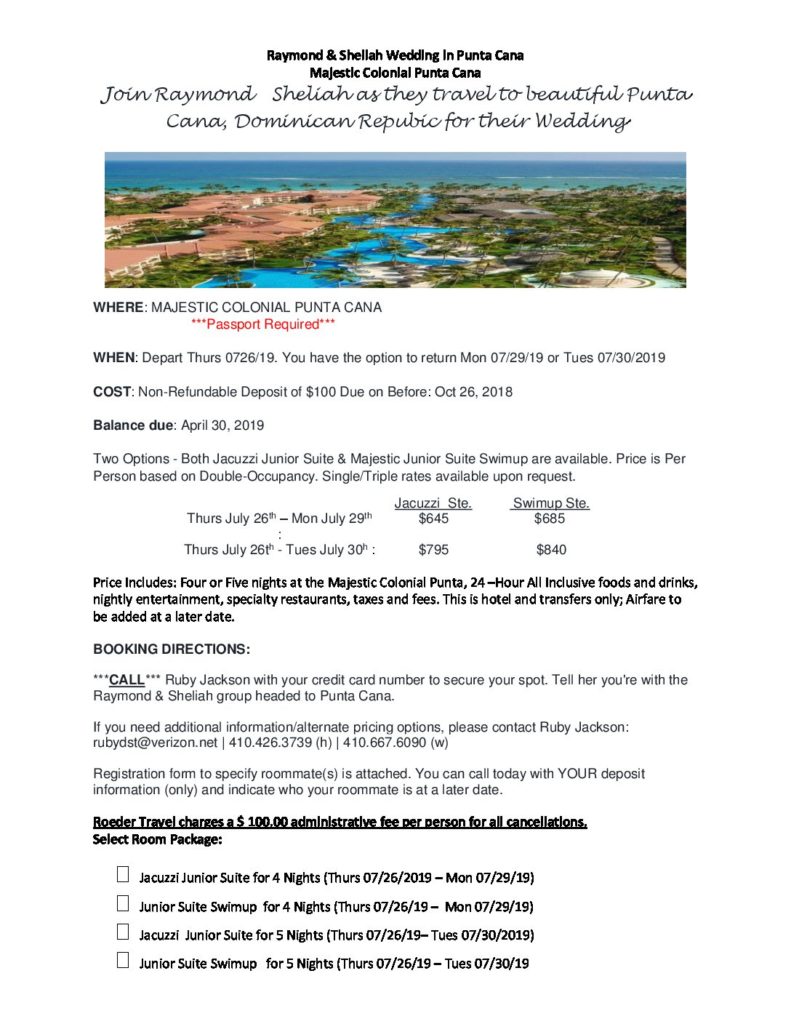 Raymond & Sheliah Wedding in Punta Cana
Majestic Colonial Punta Cana
Join Raymond Sheliah as they travel to beautiful Punta
Cana, Dominican Repubic for their Wedding
WHERE: MAJESTIC COLONIAL PUNTA CANA
***Passport Required***
WHEN: Depart Thurs 0726/19. You have the option to return Mon 07/29/19 or Tues 07/30/2019
COST: Non-Refundable Deposit of $100 Due on Before: Oct 26, 2018
Balance due: April 30, 2019
Two Options - Both Jacuzzi Junior Suite & Majestic Junior Suite Swimup are available. Price is Per
Person based on Double-Occupancy. Single/Triple rates available upon request.
Jacuzzi Ste. Swimup Ste.
Thurs July 26th – Mon July 29th $645 $685
:
Thurs July 26th - Tues July 30h : $795 $840
Price Includes: Four or Five nights at the Majestic Colonial Punta, 24 –Hour All Inclusive foods and drinks,
nightly entertainment, specialty restaurants, taxes and fees. This is hotel and transfers only; Airfare to
be added at a later date.
BOOKING DIRECTIONS:
***CALL*** Ruby Jackson with your credit card number to secure your spot. Tell her you're with the
Raymond & Sheliah group headed to Punta Cana.
If you need additional information/alternate pricing options, please contact Ruby Jackson:
rubydst@verizon.net | 410.426.3739 (h) | 410.667.6090 (w)
Registration form to specify roommate(s) is attached. You can call today with YOUR deposit
information (only) and indicate who your roommate is at a later date.
Roeder Travel charges a $ 100.00 administrative fee per person for all cancellations.
Select Room Package:
Jacuzzi Junior Suite for 4 Nights (Thurs 07/26/2019 – Mon 07/29/19)
Junior Suite Swimup for 4 Nights (Thurs 07/26/19 – Mon 07/29/19)
Jacuzzi Junior Suite for 5 Nights (Thurs 07/26/19– Tues 07/30/2019)
Junior Suite Swimup for 5 Nights (Thurs 07/26/19 – Tues 07/30/19